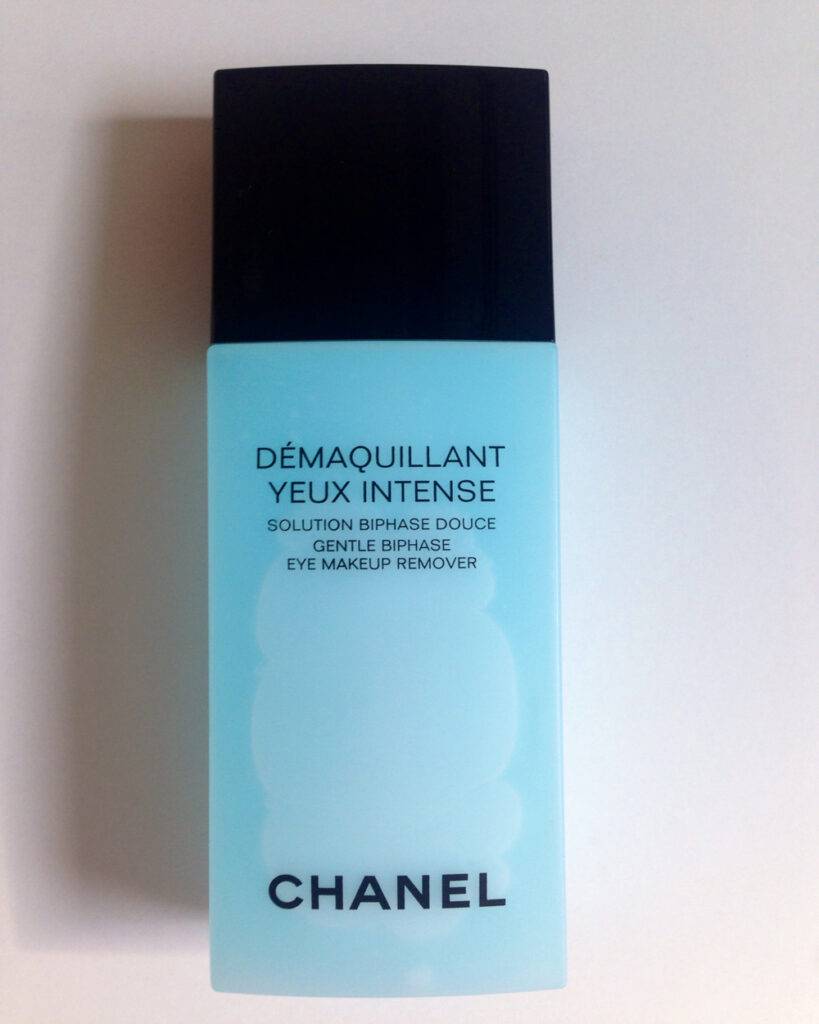 DÉMAQUILLANT
YEUX INTENSE
SOLUTION BIPHASE DOUCE
GENTLE BIPHASE
EYE MAKEUP REMOVER
CHANEL